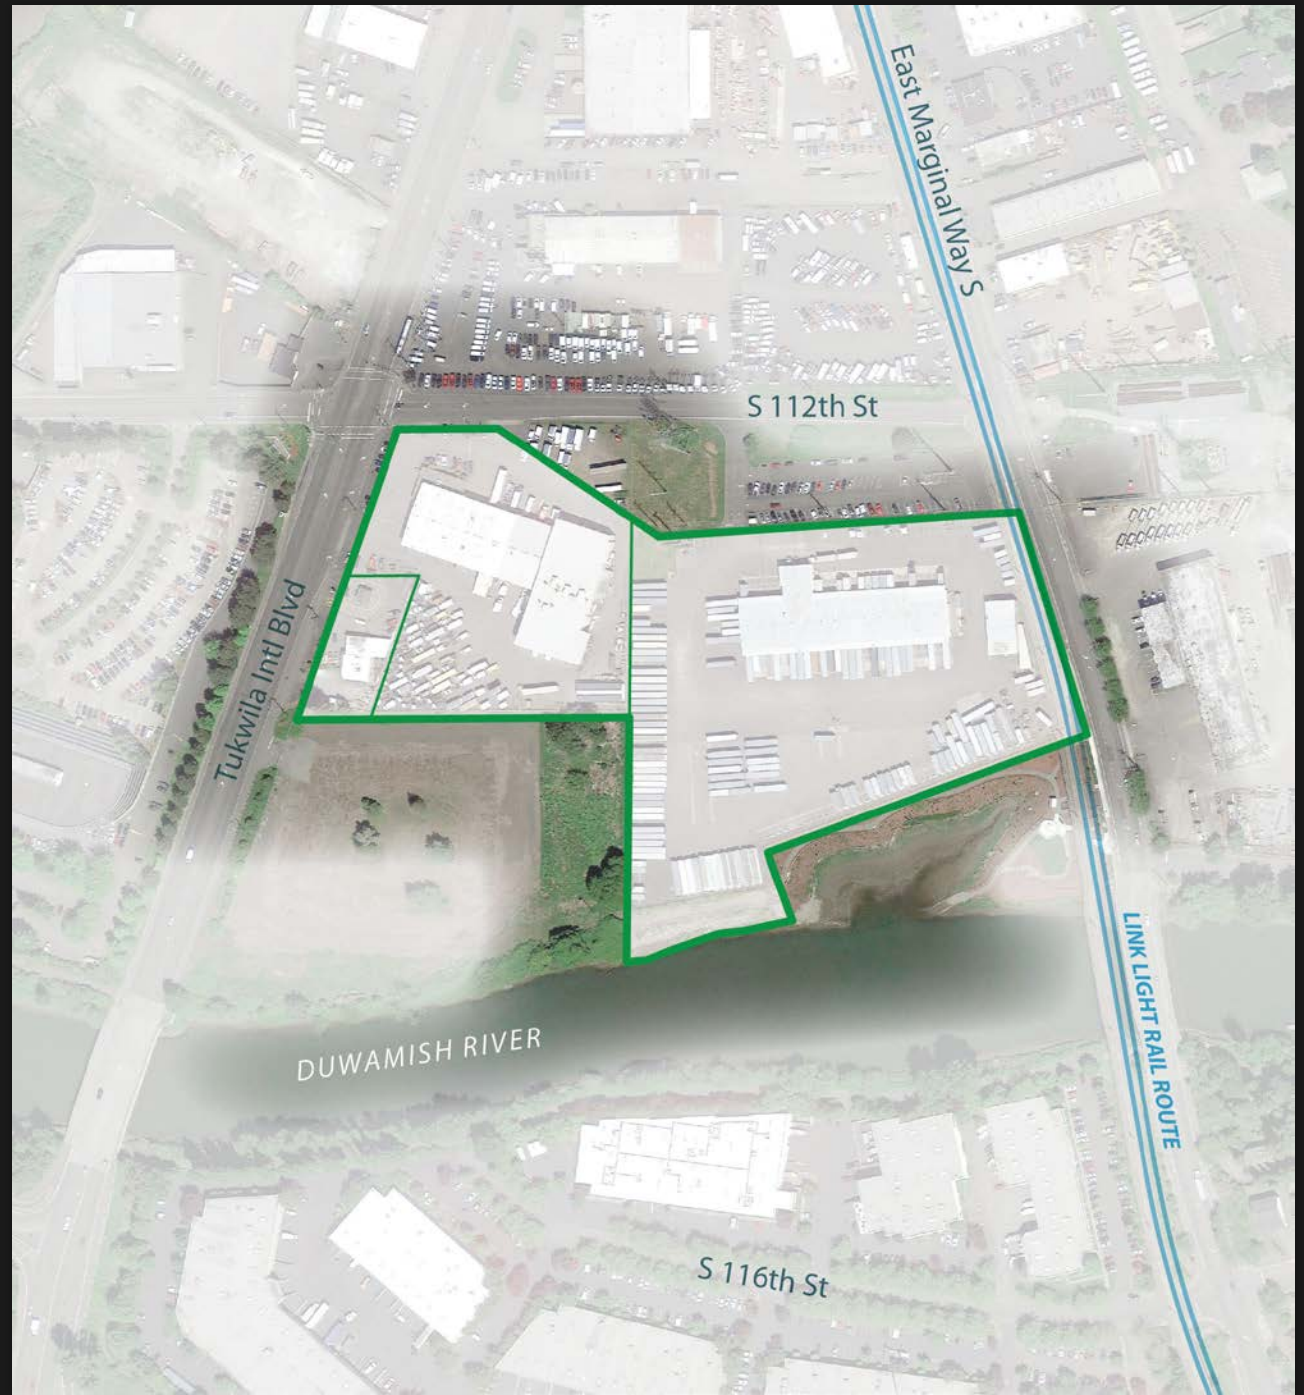 East Marginal Way S
S 112th St
Tukwila Intl Blvd
LINK LIGHT RAIL ROUTE
DUWAMISH RIVER
S 116th St